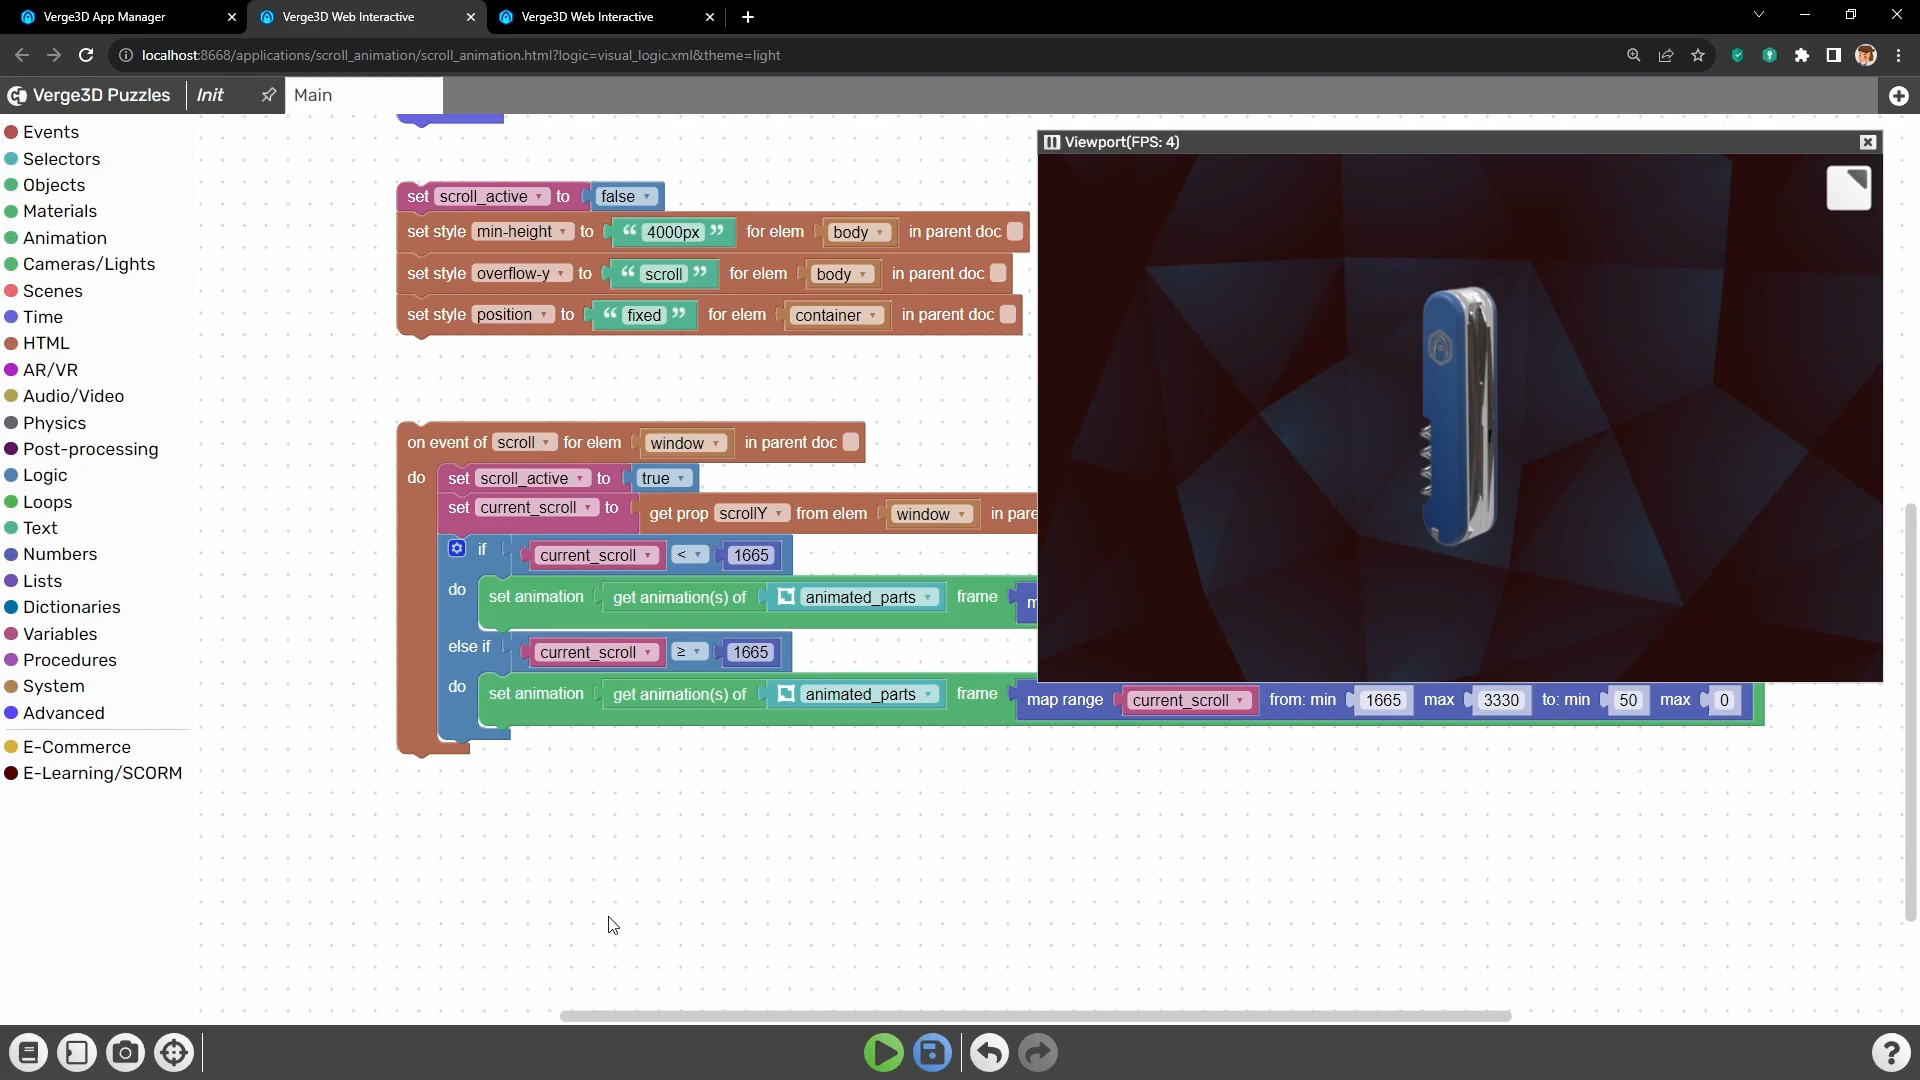 Verge3D App Manager
Verge3D Web Interactive
Verge3D Web Interactive
localhost:8668/applications/scroll_animation/scroll_animation.html?logic=visual_logic.xml&theme=light
Verge3D Puzzles
Init
Main
Events
Selectors
Objects
Materials
Animation
Cameras/Lights
Scenes
Time
HTML
AR/VR
Audio/Video
Physics
Post-processing
Logic
Loops
Text
Numbers
Lists
Dictionaries
Variables
Procedures
System
Advanced
E-Commerce
E-Learning/SCORM
set scroll_active to false
set style min-height to “ 4000px ” for elem body in parent doc
set style overflow-y to “ scroll ” for elem body in parent doc
set style position to “ fixed ” for elem container in parent doc
on event of scroll for elem window in parent doc
do set scroll_active to true
set current_scroll to get prop scrollY from elem window in pare
if current_scroll < 1665
do set animation get animation(s) of animated_parts frame m
else if current_scroll ≥ 1665
do set animation get animation(s) of animated_parts frame map range current_scroll from: min 1665 max 3330 to: min 50 max 0
Viewport(FPS: 4)
?